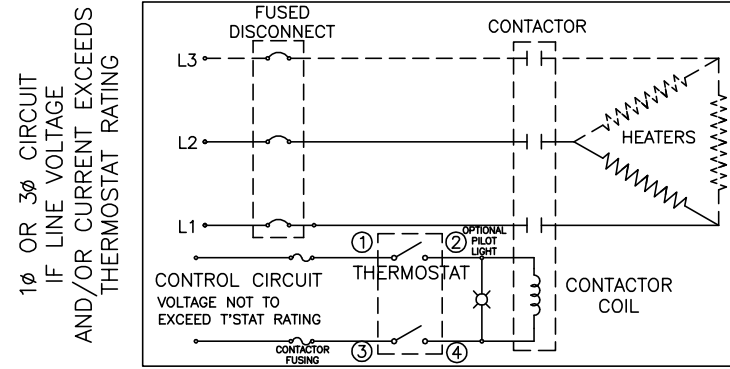 1ø OR 3ø CIRCUIT
IF LINE VOLTAGE
AND/OR CURRENT EXCEEDS
THERMOSTAT RATING
FUSED
DISCONNECT
CONTACTOR
L3
L2
HEATERS
L1
1
2
OPTIONAL
PILOT
LIGHT
CONTROL CIRCUIT
THERMOSTAT
VOLTAGE NOT TO
EXCEED T'STAT RATING
CONTACTOR
COIL
CONTACTOR
FUSING
3
4